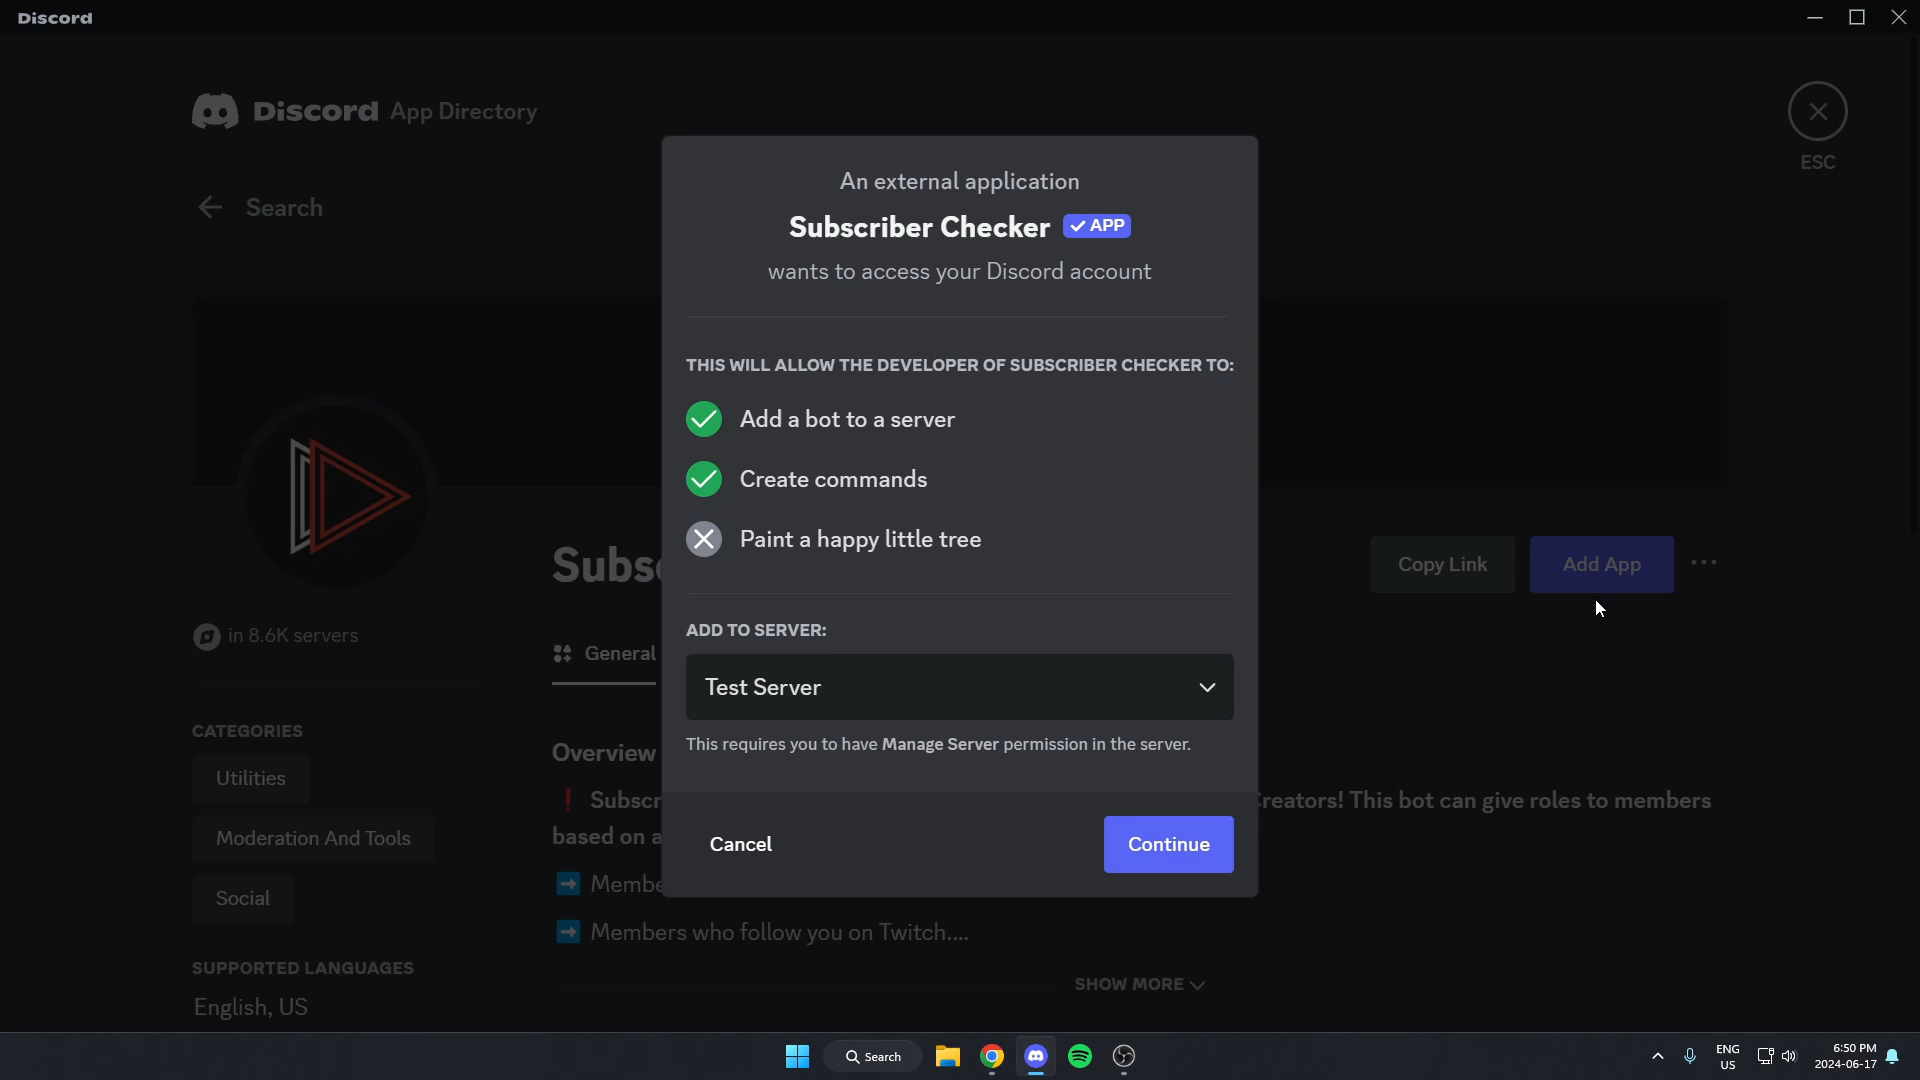 Discord
Discord App Directory
ESC
Search
An external application
Subscriber Checker APP
wants to access your Discord account
THIS WILL ALLOW THE DEVELOPER OF SUBSCRIBER CHECKER TO:
Add a bot to a server
Create commands
Paint a happy little tree
ADD TO SERVER:
Test Server
This requires you to have Manage Server permission in the server.
Cancel
Continue
Copy Link
Add App
in 8.6K servers
General
CATEGORIES
Utilities
Moderation And Tools
Social
SUPPORTED LANGUAGES
English, US
Overview
reators! This bot can give roles to members
based on a
Members who follow you on Twitch....
SHOW MORE
Search
ENG
US
6:50 PM
2024-06-17